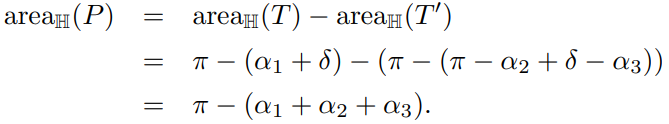 area_ℍ(P) = area_ℍ(T) − area_ℍ(T′)
= π − (α₁ + δ) − (π − (π − α₂ + δ − α₃))
= π − (α₁ + α₂ + α₃).